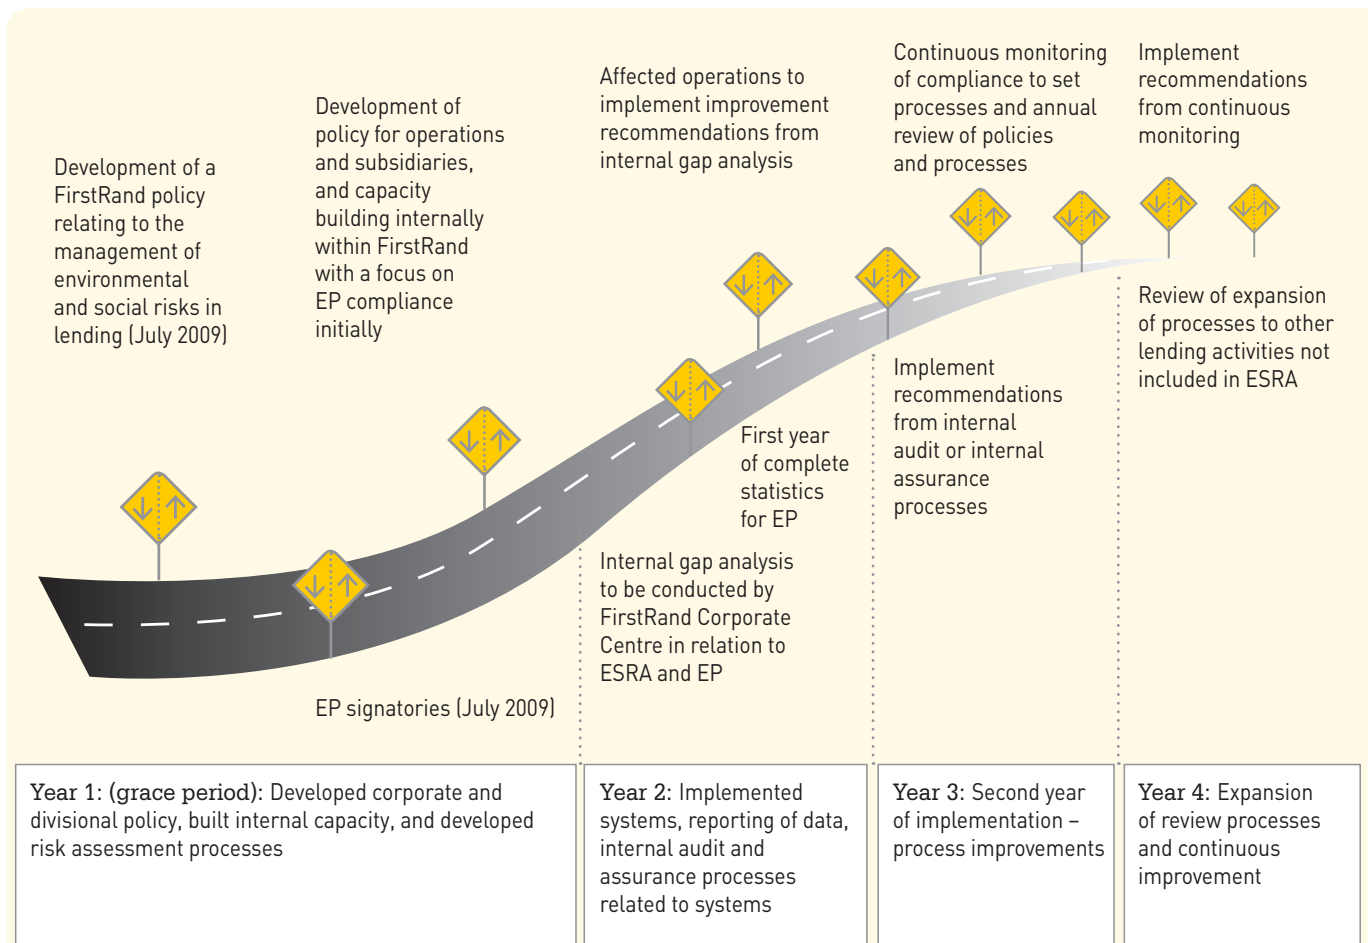 Development of a
FirstRand policy
relating to the
management of
environmental
and social risks in
lending (July 2009)
Development of
policy for operations
and subsidiaries,
and capacity
building internally
within FirstRand
with a focus on
EP compliance
initially
EP signatories (July 2009)
Affected operations to
implement improvement
recommendations from
internal gap analysis
First year
of complete
statistics
for EP
Internal gap analysis
to be conducted by
FirstRand Corporate
Centre in relation to
ESRA and EP
Continuous monitoring
of compliance to set
processes and annual
review of policies
and processes
Implement
recommendations
from internal
audit or internal
assurance
processes
Implement
recommendations
from continuous
monitoring
Review of expansion
of processes to other
lending activities not
included in ESRA
Year 1: (grace period): Developed corporate and
divisional policy, built internal capacity, and developed
risk assessment processes
Year 2: Implemented
systems, reporting of data,
internal audit and
assurance processes
related to systems
Year 3: Second year
of implementation –
process improvements
Year 4: Expansion
of review processes
and continuous
improvement